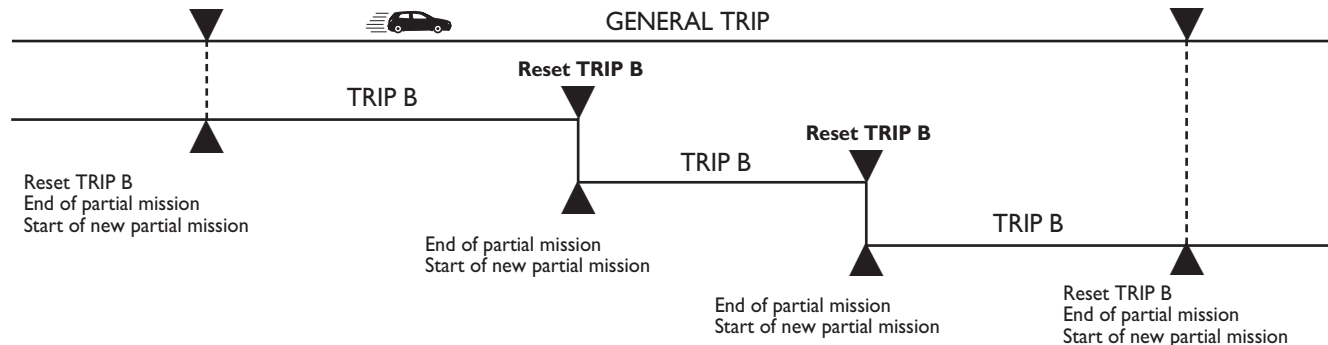 GENERAL TRIP
Reset TRIP B
TRIP B
Reset TRIP B
TRIP B
Reset TRIP B
End of partial mission
Start of new partial mission
TRIP B
End of partial mission
Start of new partial mission
End of partial mission
Start of new partial mission
Reset TRIP B
End of partial mission
Start of new partial mission